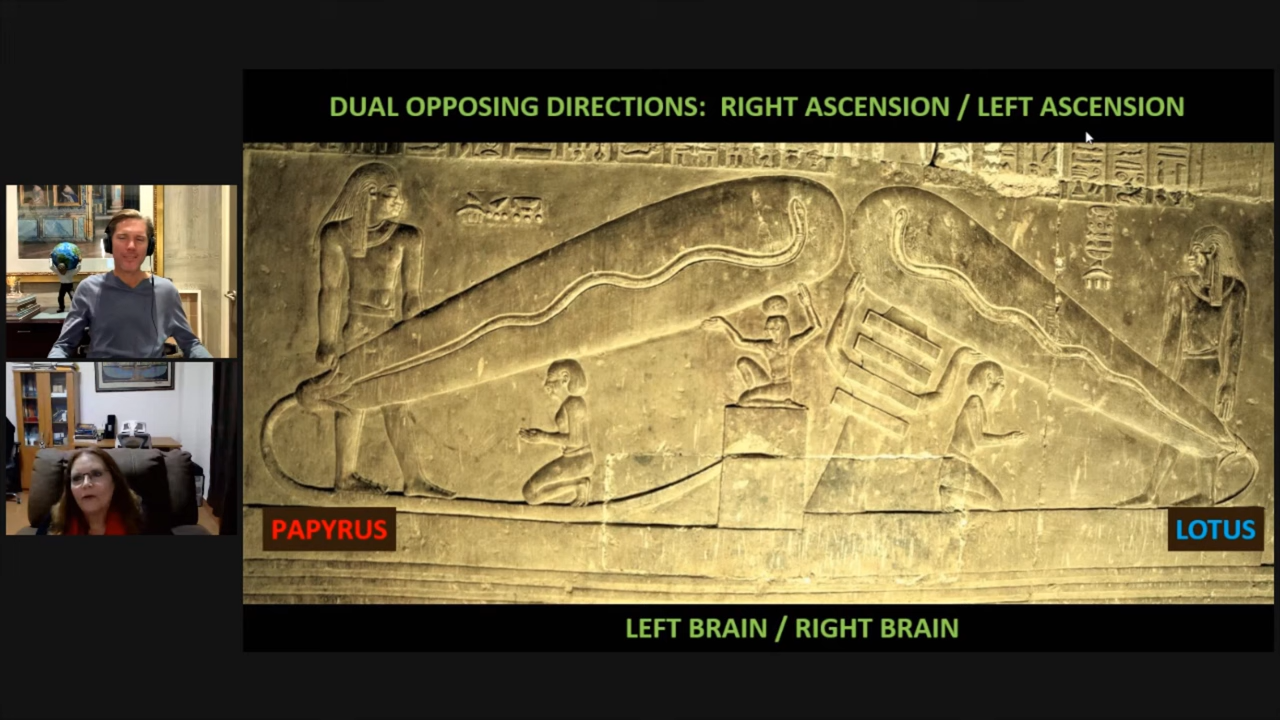 DUAL OPPOSING DIRECTIONS: RIGHT ASCENSION / LEFT ASCENSION
PAPYRUS
LOTUS
LEFT BRAIN / RIGHT BRAIN